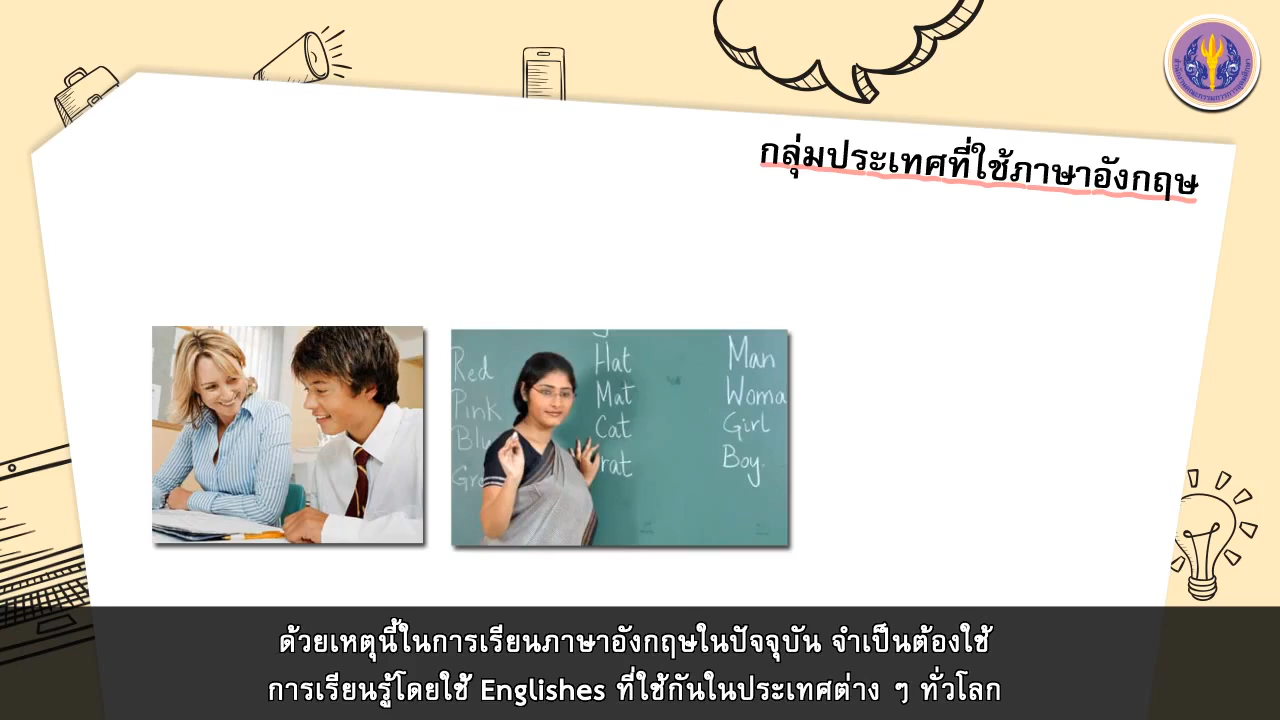 กลุ่มประเทศที่ใช้ภาษาอังกฤษ
Red
Pink
Blu
Gre
Hat
Mat
Cat
rat
Man
Woma
Girl
Boy.
ด้วยเหตุนี้ในการเรียนภาษาอังกฤษในปัจจุบัน จำเป็นต้องใช้
การเรียนรู้โดยใช้ Englishes ที่ใช้กันในประเทศต่าง ๆ ทั่วโลก